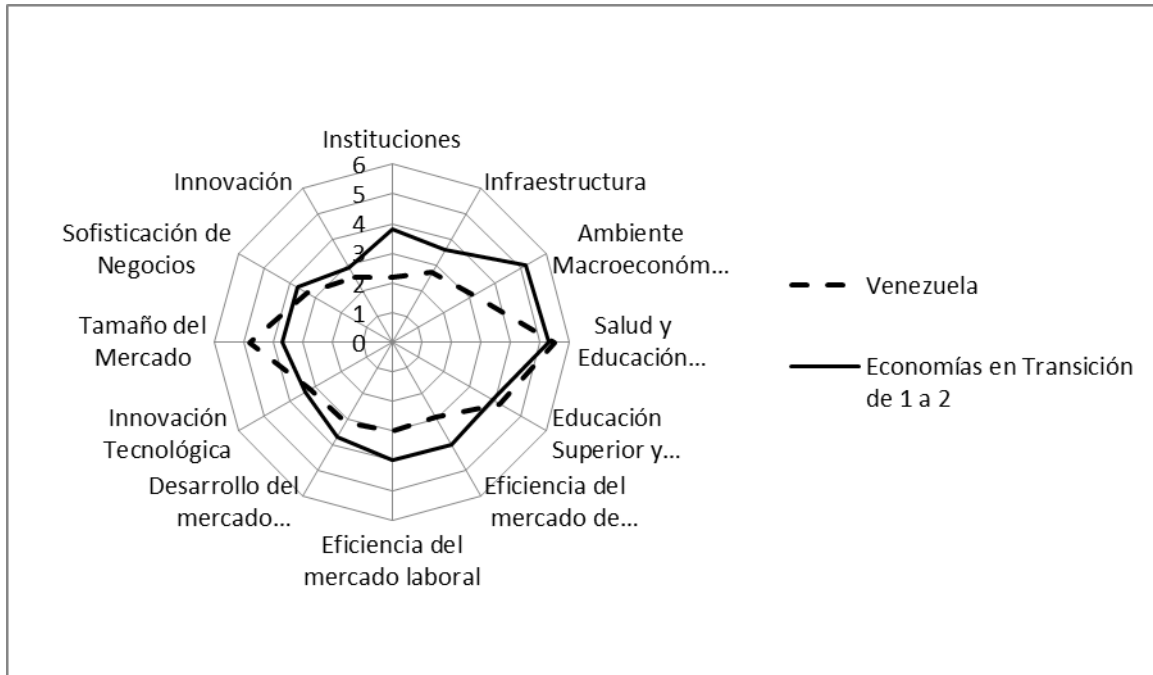 Instituciones
Infraestructura
Ambiente
Macroeconóm...
Salud y
Educación...
Educación
Superior y...
Eficiencia del
mercado de...
Eficiencia del
mercado laboral
Desarrollo del
mercado...
Innovación
Tecnológica
Tamaño del
Mercado
Sofisticación de
Negocios
Innovación
6
5
4
3
2
1
0
Venezuela
Economías en Transición
de 1 a 2